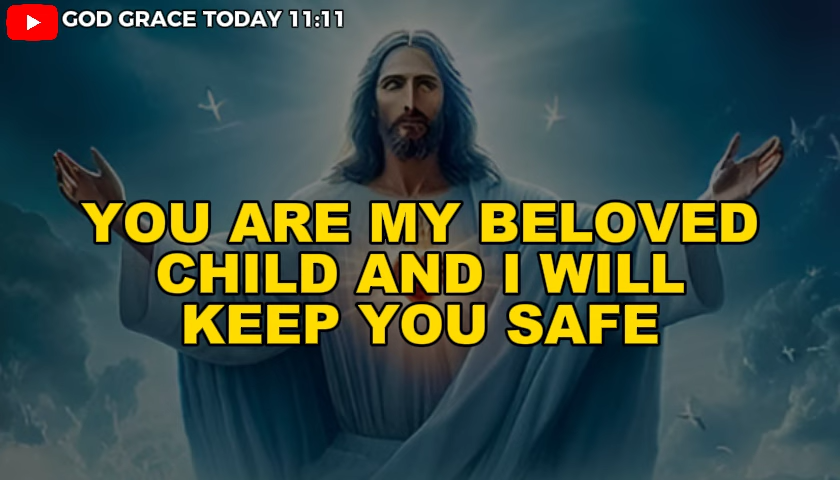 GOD GRACE TODAY 11:11
YOU ARE MY BELOVED
CHILD AND I WILL
KEEP YOU SAFE